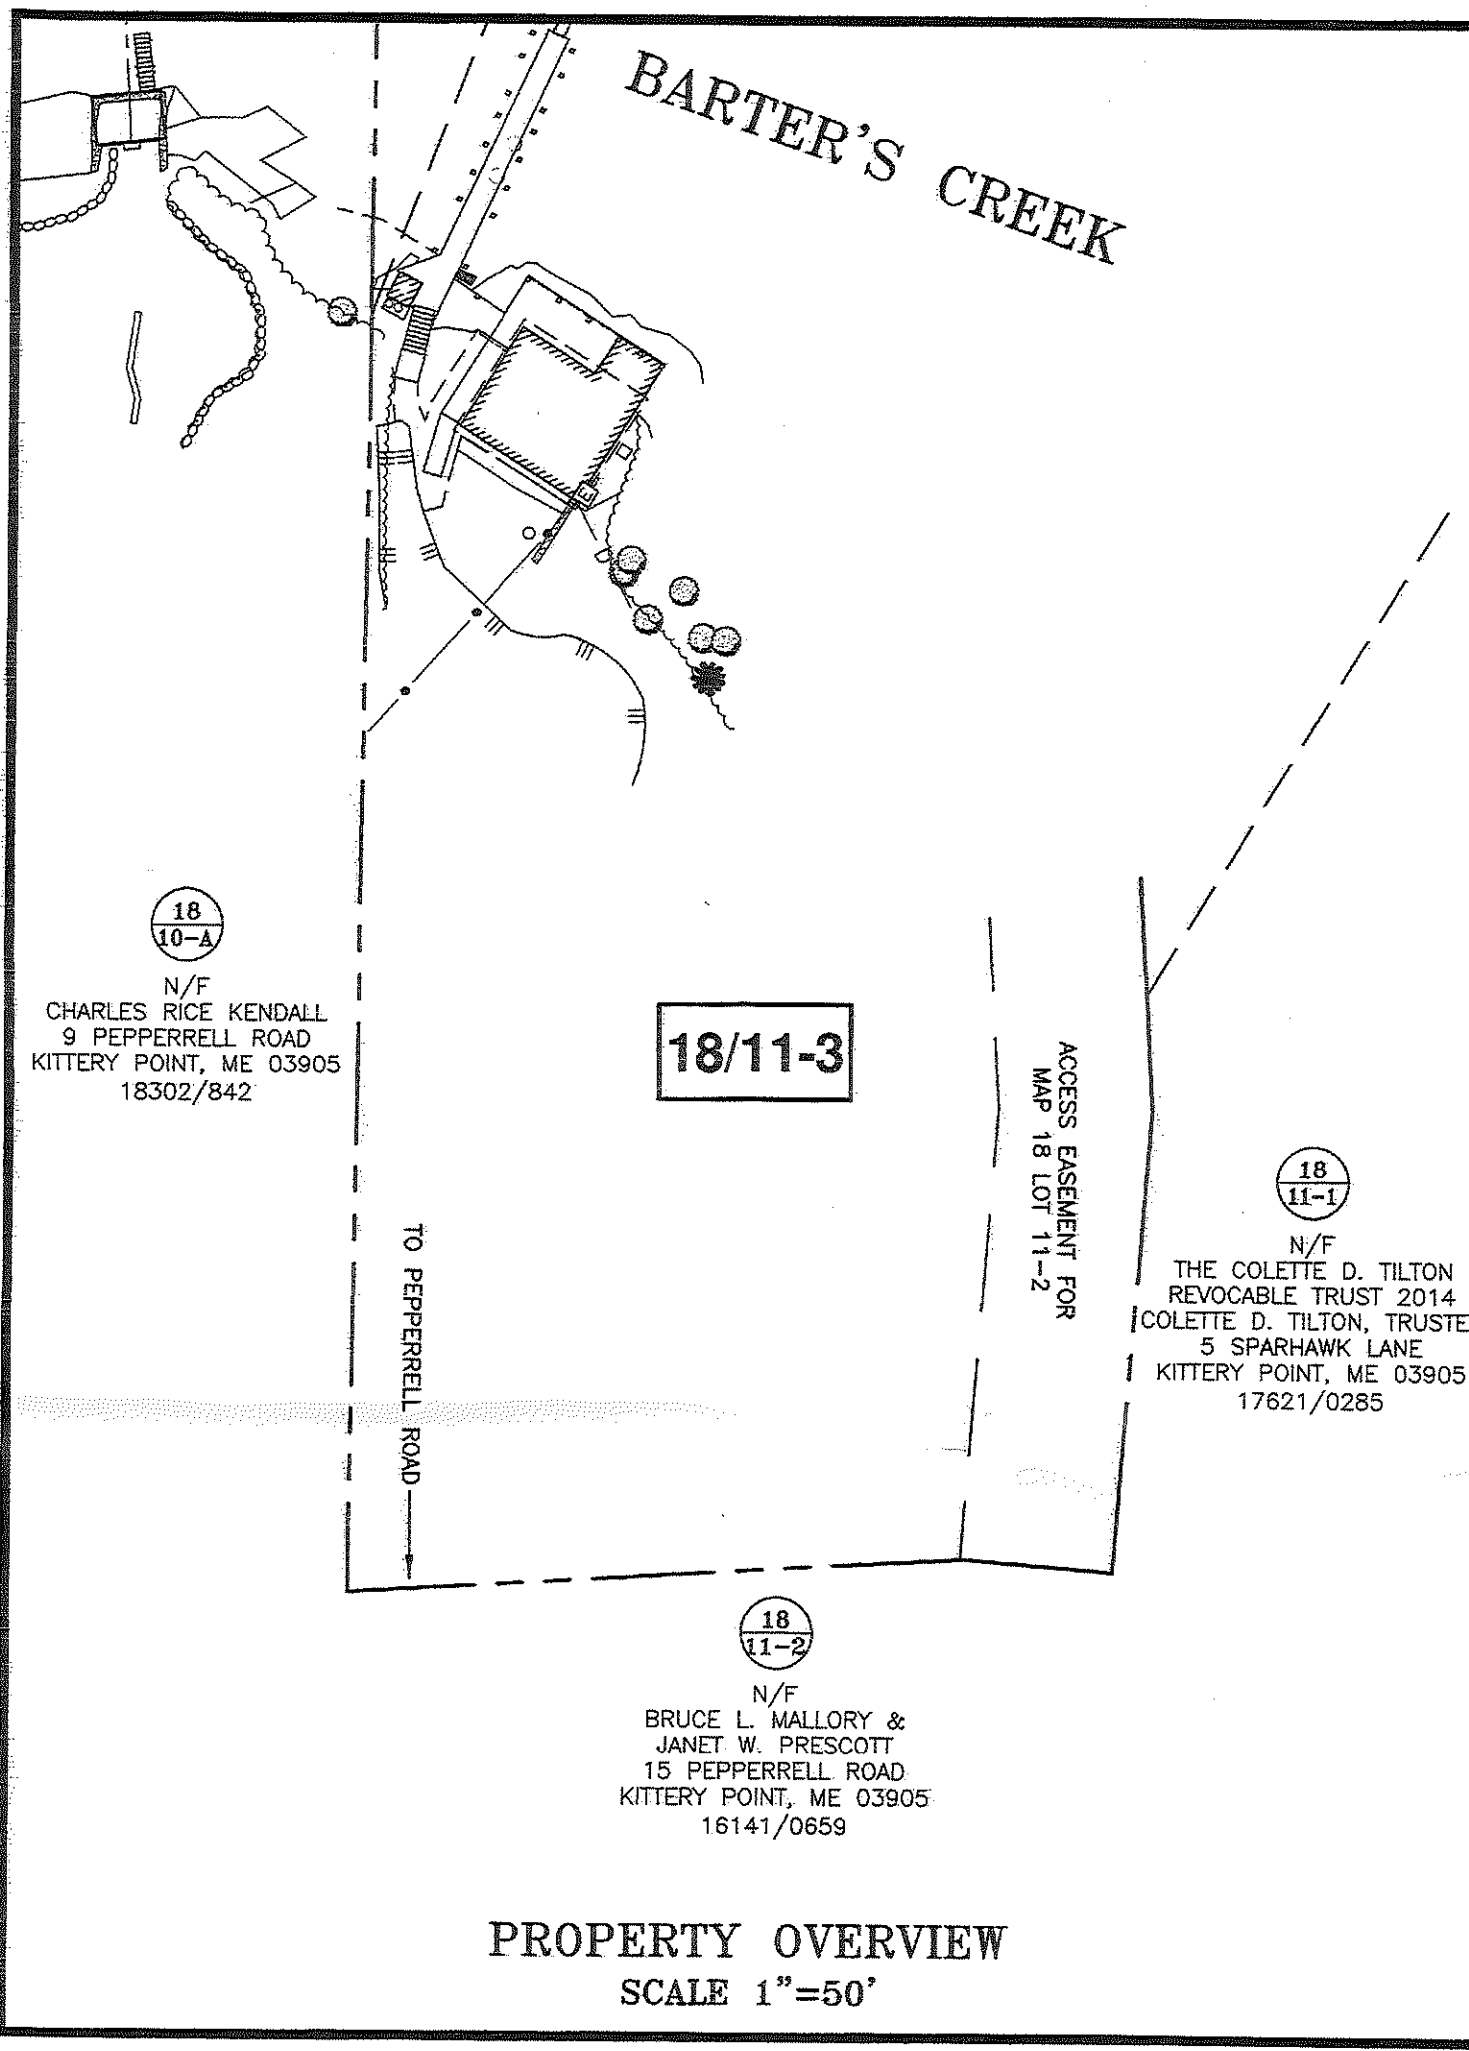 BARTER'S CREEK
18
10-A
N/F
CHARLES RICE KENDALL
9 PEPPERRELL ROAD
KITTERY POINT, ME 03905
18302/842
18/11-3
ACCESS EASEMENT FOR
MAP 18 LOT 11-2
18
11-1
N/F
THE COLETTE D. TILTON
REVOCABLE TRUST 2014
COLETTE D. TILTON, TRUSTE
5 SPARHAWK LANE
KITTERY POINT, ME 03905
17621/0285
TO PEPPERRELL ROAD
18
11-2
N/F
BRUCE L. MALLORY &
JANET W. PRESCOTT
15 PEPPERRELL ROAD
KITTERY POINT, ME 03905
16141/0659
PROPERTY OVERVIEW
SCALE 1"=50'
E